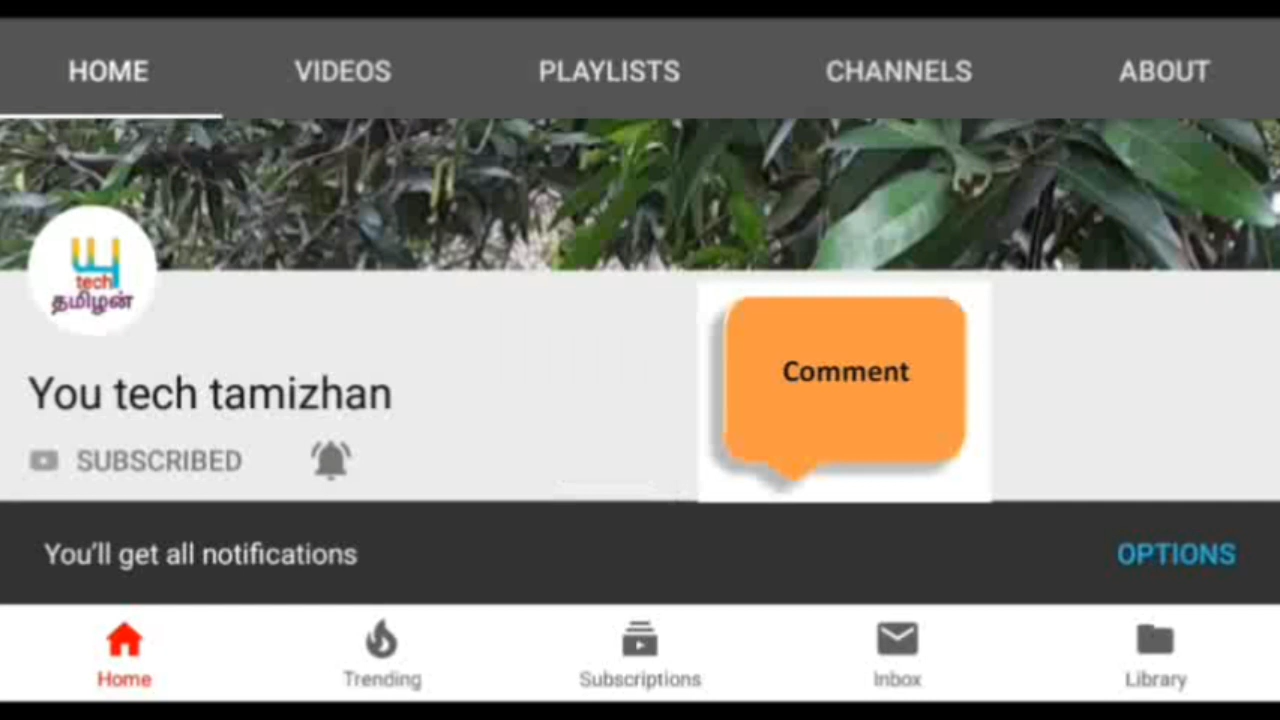 HOME VIDEOS PLAYLISTS CHANNELS ABOUT
tech
தமிழன்
Comment
You tech tamizhan
SUBSCRIBED
You'll get all notifications OPTIONS
Home Trending Subscriptions Inbox Library